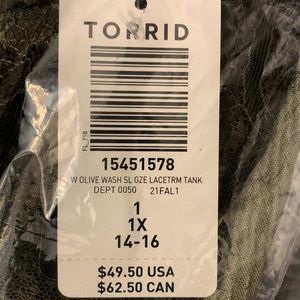 TORRID
FL_118
15451578
W OLIVE WASH SL GZE LACETRM TANK
DEPT 0050 21FAL1
1
1X
14-16
$49.50 USA
$62.50 CAN